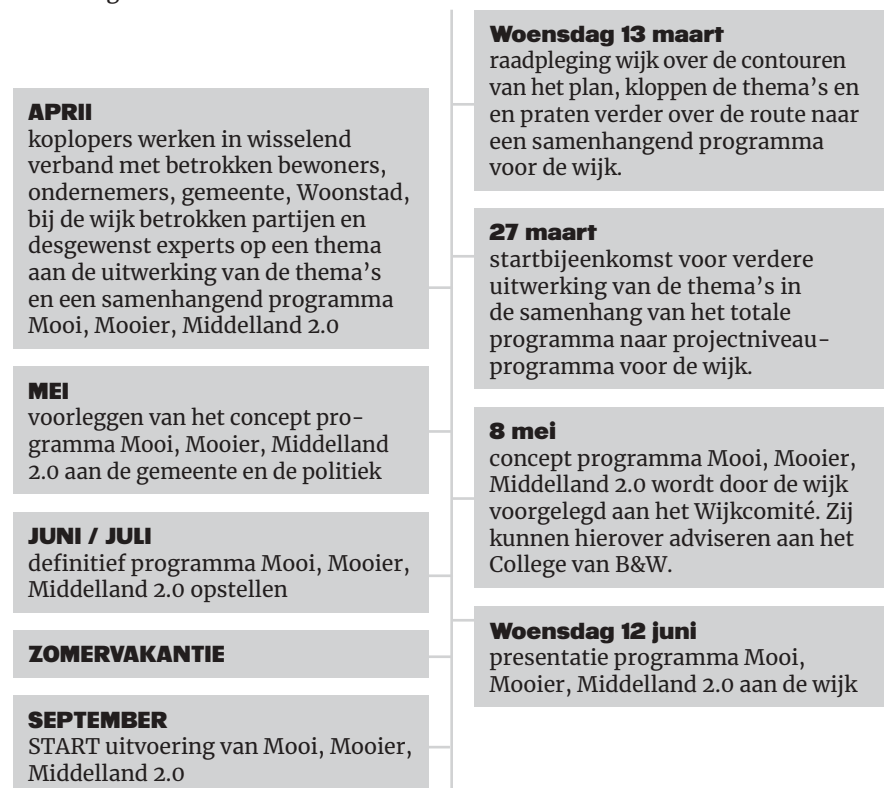 APRIl
koplopers werken in wisselend
verband met betrokken bewoners,
ondernemers, gemeente, Woonstad,
bij de wijk betrokken partijen en
desgewenst experts op een thema
aan de uitwerking van de thema's
en een samenhangend programma
Mooi, Mooier, Middelland 2.0
MEI
voorleggen van het concept pro-
gramma Mooi, Mooier, Middelland
2.0 aan de gemeente en de politiek
JUNI / JULI
definitief programma Mooi, Mooier,
Middelland 2.0 opstellen
ZOMERVAKANTIE
SEPTEMBER
START uitvoering van Mooi, Mooier,
Middelland 2.0
Woensdag 13 maart
raadpleging wijk over de contouren
van het plan, kloppen de thema's en
en praten verder over de route naar
een samenhangend programma
voor de wijk.
27 maart
startbijeenkomst voor verdere
uitwerking van de thema's in
de samenhang van het totale
programma naar projectniveau-
programma voor de wijk.
8 mei
concept programma Mooi, Mooier,
Middelland 2.0 wordt door de wijk
voorgelegd aan het Wijkcomité. Zij
kunnen hierover adviseren aan het
College van B&W.
Woensdag 12 juni
presentatie programma Mooi,
Mooier, Middelland 2.0 aan de wijk